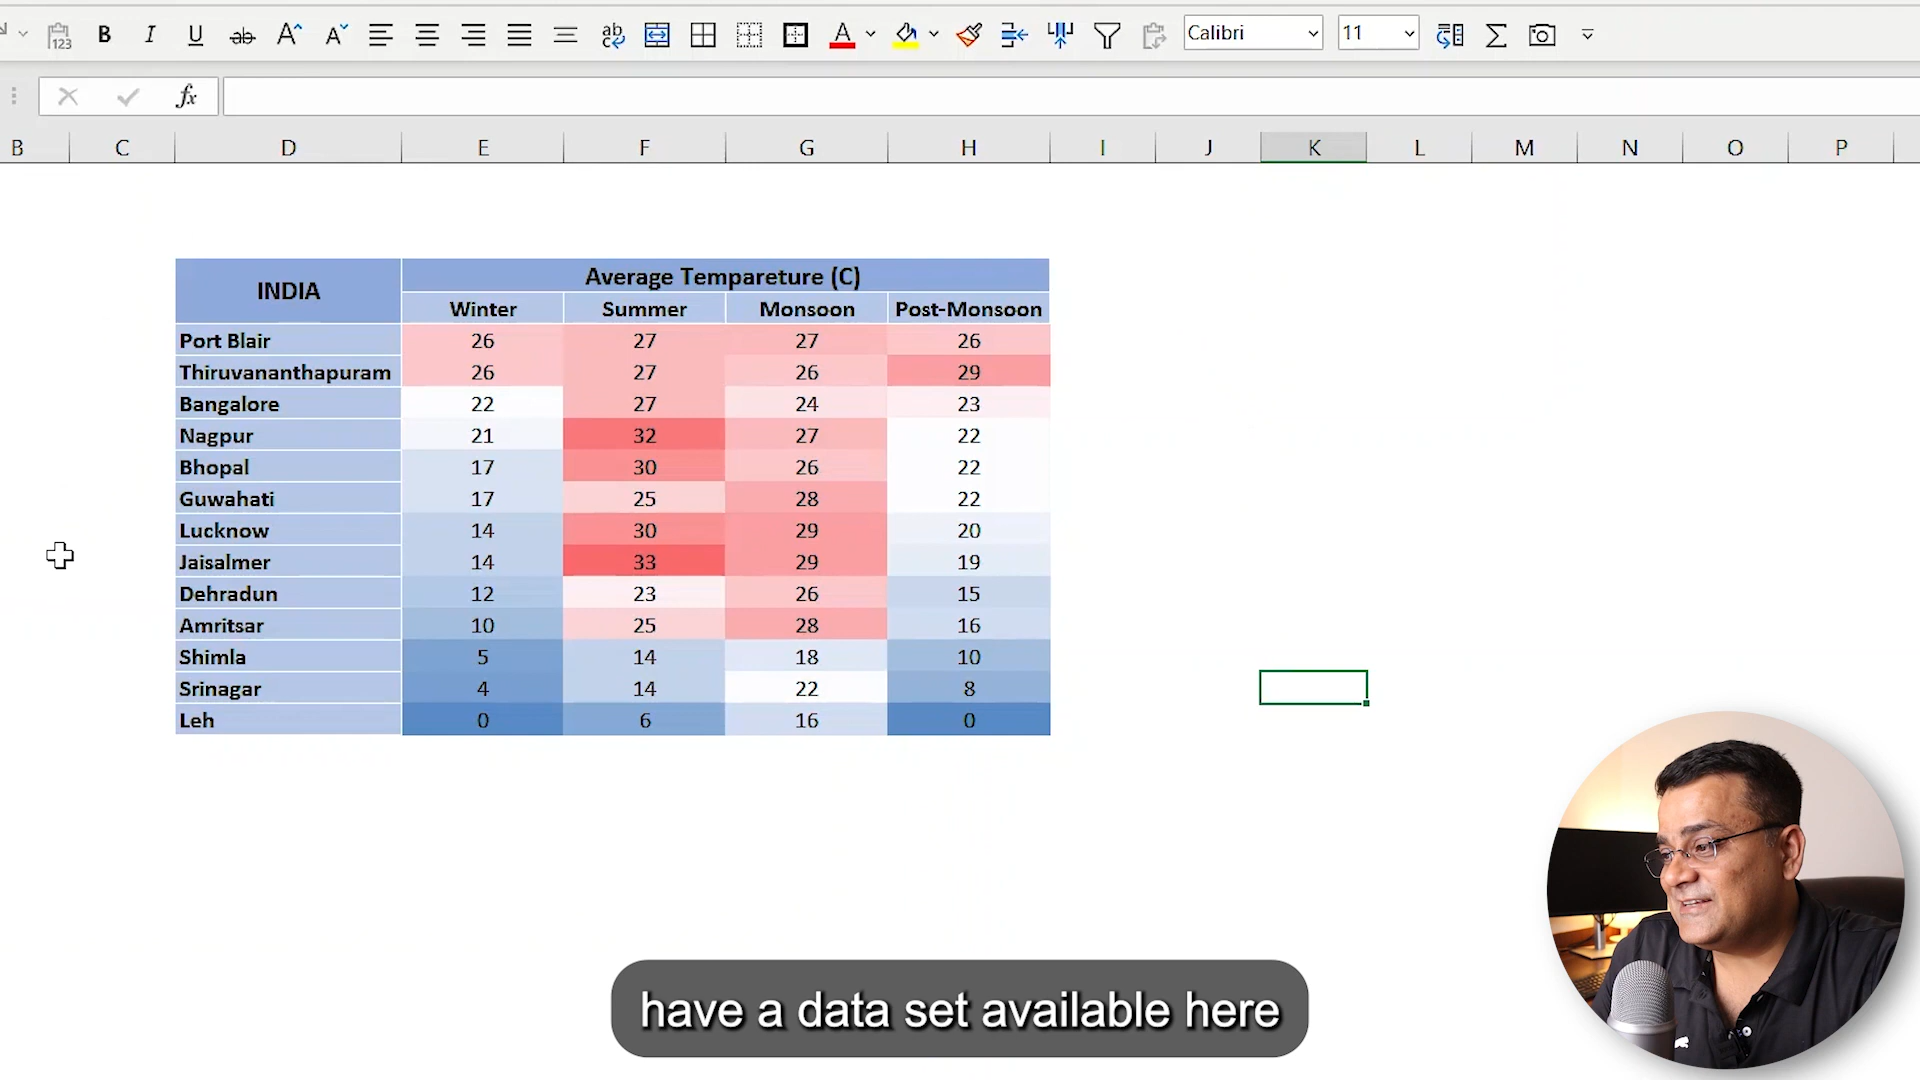 B I U ab A A ab A Calibri 11
123
fx
B C D E F G H I J K L M N O P
INDIA Average Tempareture (C)
Winter Summer Monsoon Post-Monsoon
Port Blair 26 27 27 26
Thiruvananthapuram 26 27 26 29
Bangalore 22 27 24 23
Nagpur 21 32 27 22
Bhopal 17 30 26 22
Guwahati 17 25 28 22
Lucknow 14 30 29 20
Jaisalmer 14 33 29 19
Dehradun 12 23 26 15
Amritsar 10 25 28 16
Shimla 5 14 18 10
Srinagar 4 14 22 8
Leh 0 6 16 0
have a data set available here